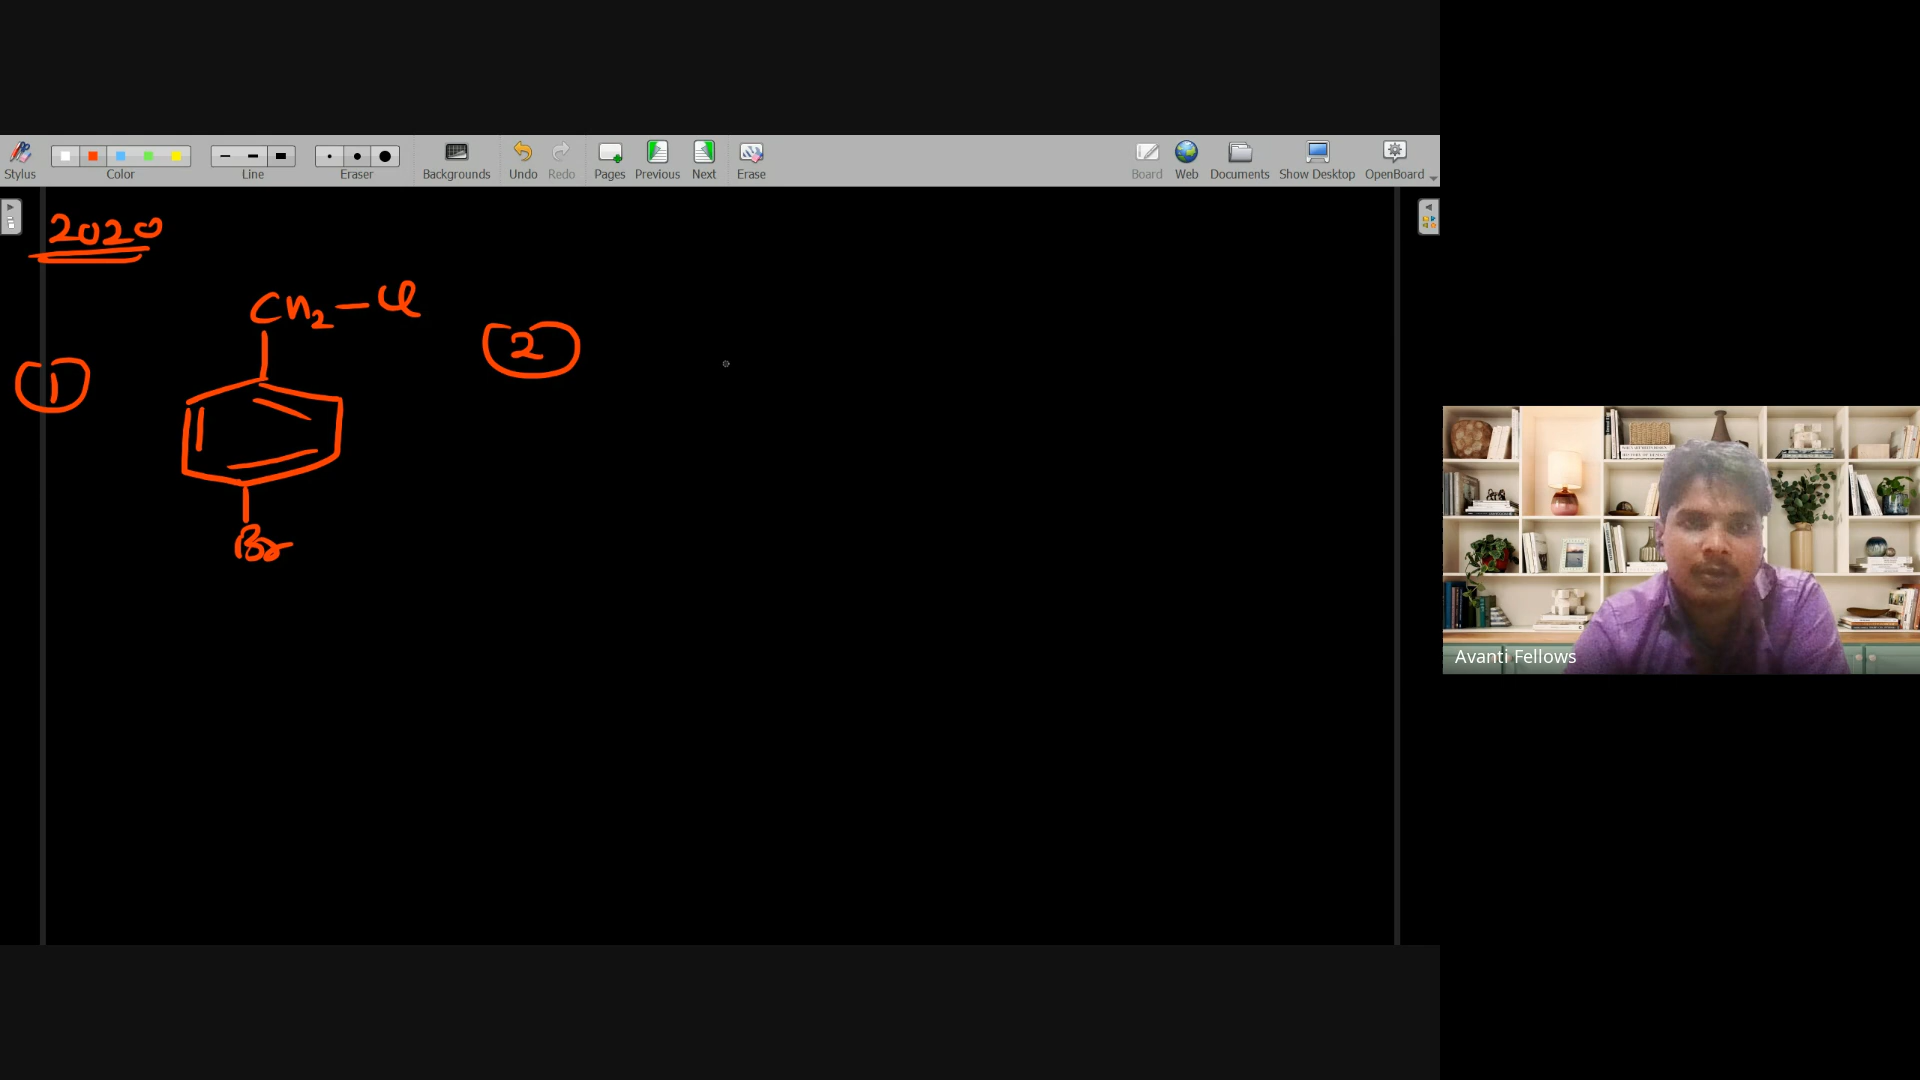 Stylus Color Line Eraser Backgrounds Undo Redo Pages Previous Next Erase Board Web Documents Show Desktop OpenBoard
2020
CH2-Cl
1
2
Br
Avanti Fellows